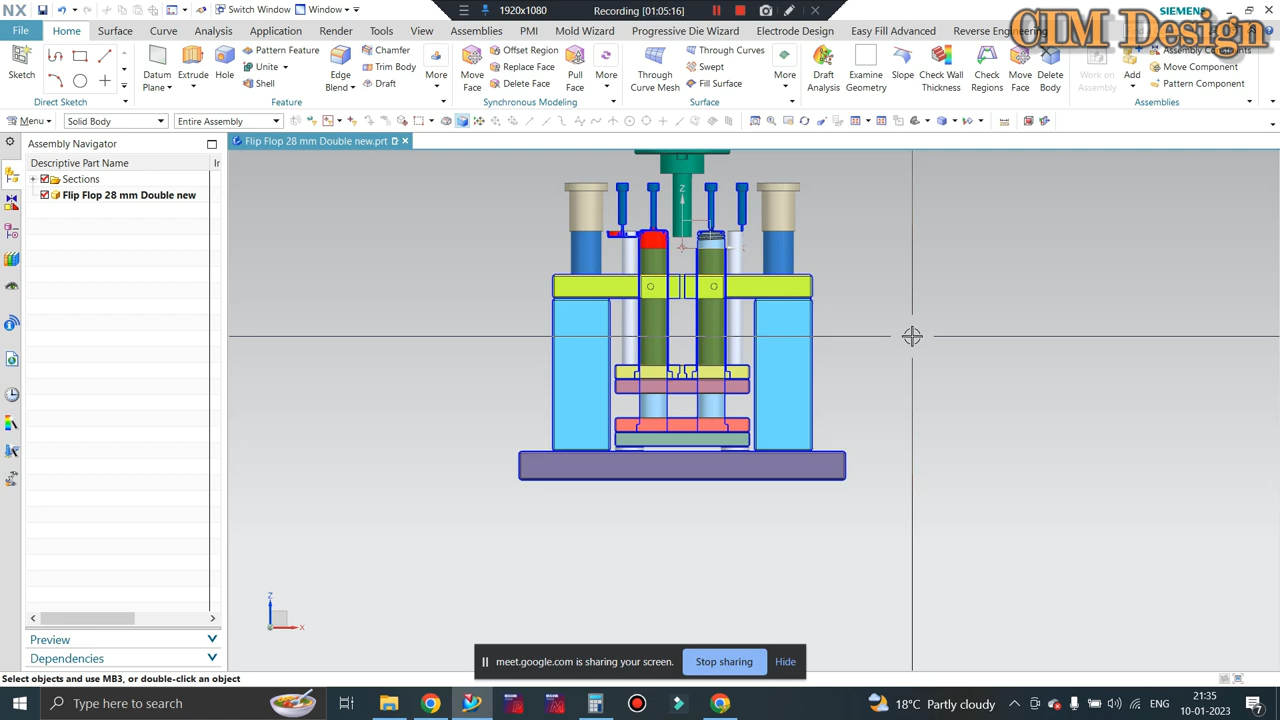 NX
Switch Window
Window
1920x1080
Recording [01:05:16]
SIEMENS
CIM Design
File
Home
Surface
Curve
Analysis
Application
Render
Tools
View
Assemblies
PMI
Mold Wizard
Progressive Die Wizard
Electrode Design
Easy Fill Advanced
Reverse Engineering
Sketch
Datum Plane
Extrude
Hole
Pattern Feature
Unite
Shell
Edge Blend
Chamfer
Trim Body
Draft
More
Move Face
Offset Region
Replace Face
Delete Face
Pull Face
More
Through Curve Mesh
Through Curves
Swept
Fill Surface
More
Draft Analysis
Examine Geometry
Slope
Check Wall Thickness
Check Regions
Move Face
Delete Body
Work on Assembly
Add
Assembly Constraints
Move Component
Pattern Component
Direct Sketch
Feature
Synchronous Modeling
Surface
Assemblies
Menu
Solid Body
Entire Assembly
Assembly Navigator
Flip Flop 28 mm Double new.prt
Descriptive Part Name
Ir
Sections
Flip Flop 28 mm Double new
Z
Z
X
Preview
Dependencies
meet.google.com is sharing your screen.
Stop sharing
Hide
Select objects and use MB3, or double-click an object
Type here to search
18°C Partly cloudy
ENG
21:35
10-01-2023
7